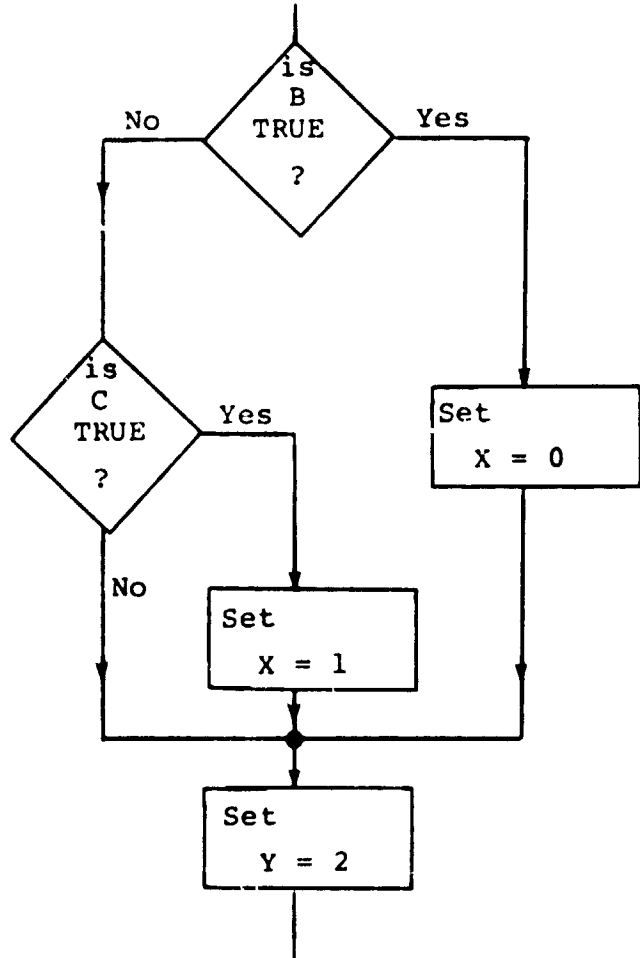 is
B
TRUE
?
No
Yes
is
C
TRUE
?
Yes
No
Set
X = 0
Set
X = 1
Set
Y = 2